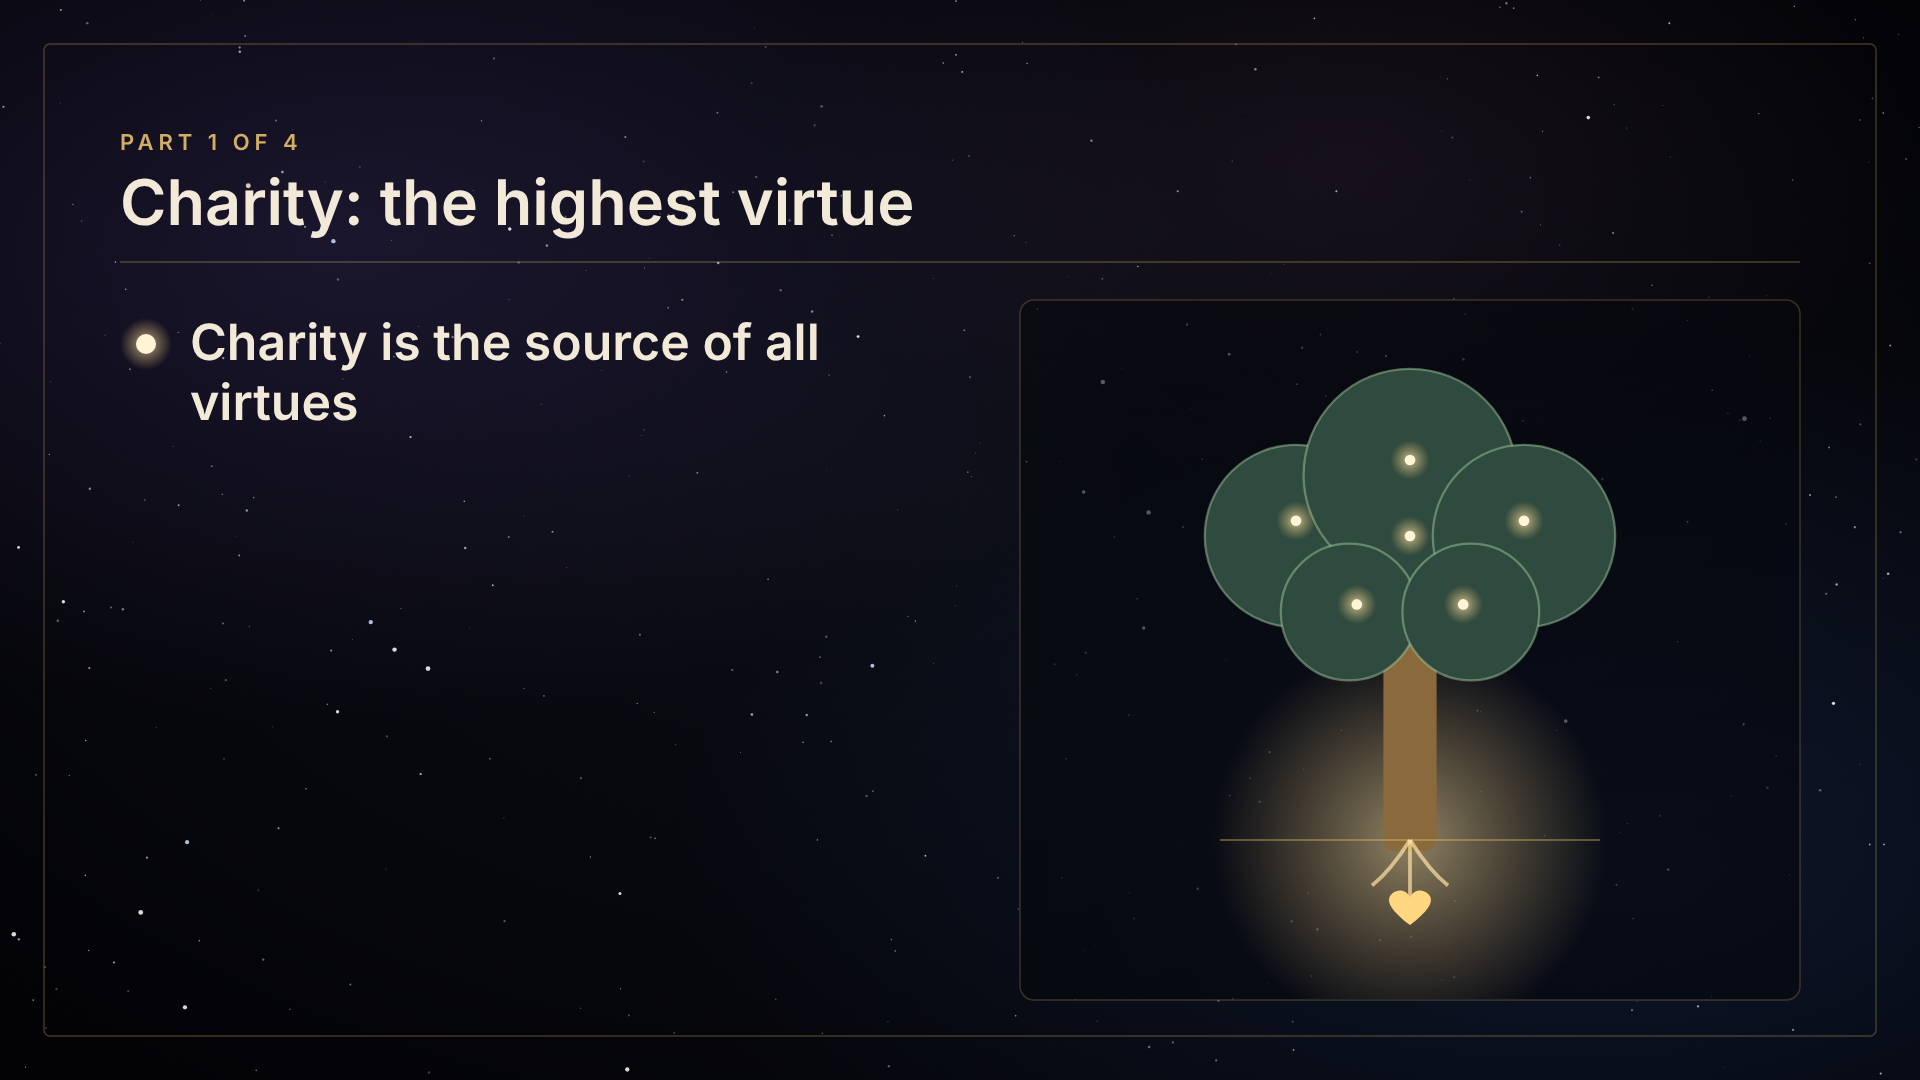 PART 1 OF 4
Charity: the highest virtue
Charity is the source of all
virtues